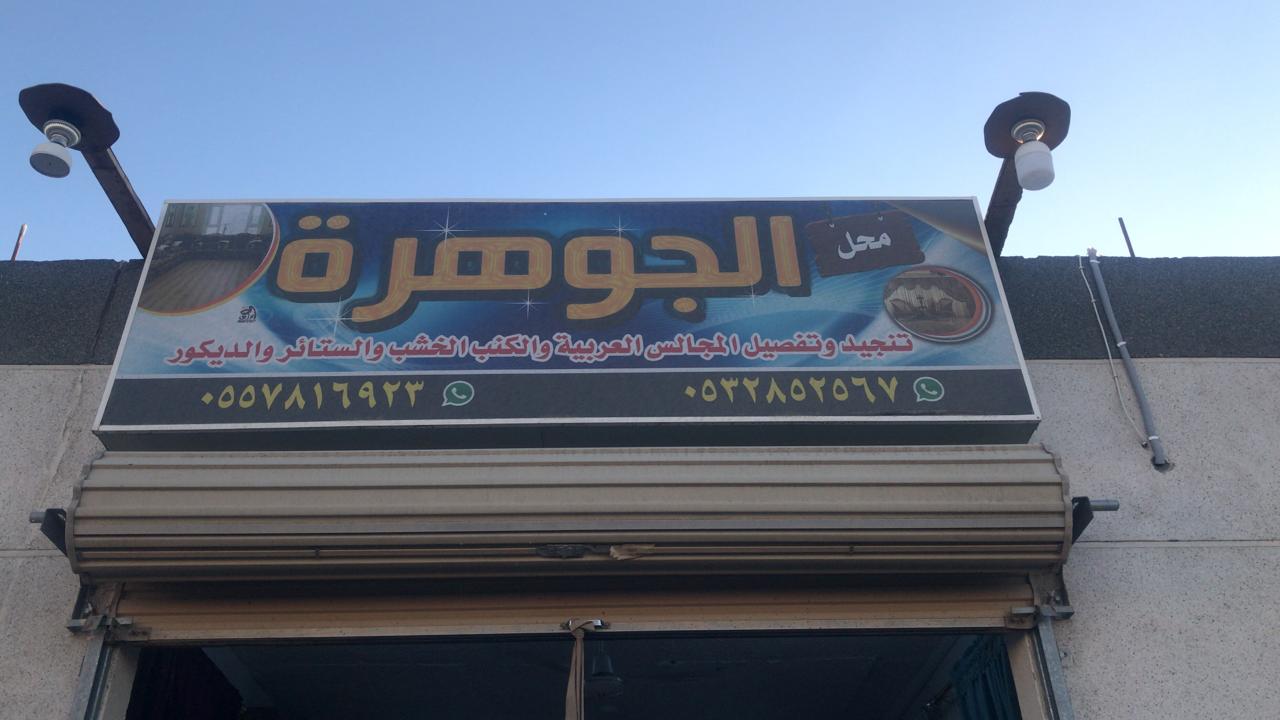 محل
الجوهرة
تنجيد وتفصيل المجالس العربية والكنب الخشب والستائر والديكور
٠٥٣٢٨٥٢٥٦٧ ٠٥٥٧٨١٦٩٢٣